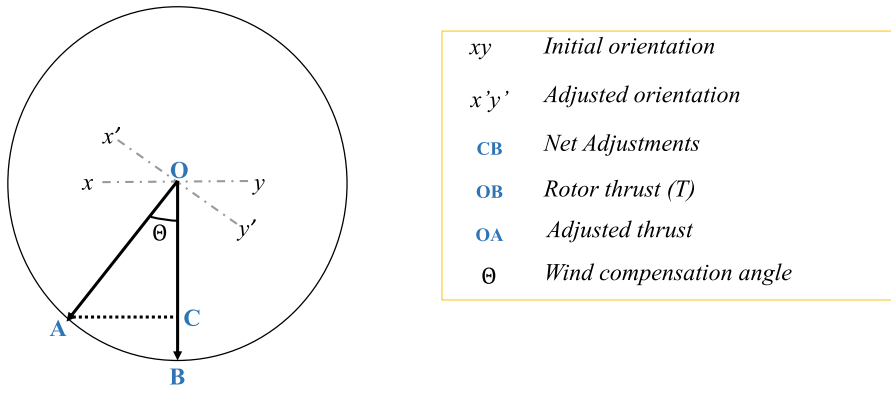 x'
O
x
y
Θ
y'
A
C
B
xy Initial orientation
x’y’ Adjusted orientation
CB Net Adjustments
OB Rotor thrust (T)
OA Adjusted thrust
Θ Wind compensation angle